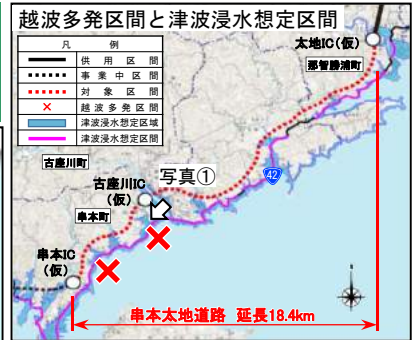 越波多発区間と津波浸水想定区間
凡 例
供用区間
事業中区間
対象区間
越波多発区間
津波浸水想定区域
津波浸水想定区間
太地IC(仮)
那智勝浦町
古座川町
古座川IC
(仮)
写真①
42
串本町
串本IC
(仮)
串本太地道路 延長18.4km